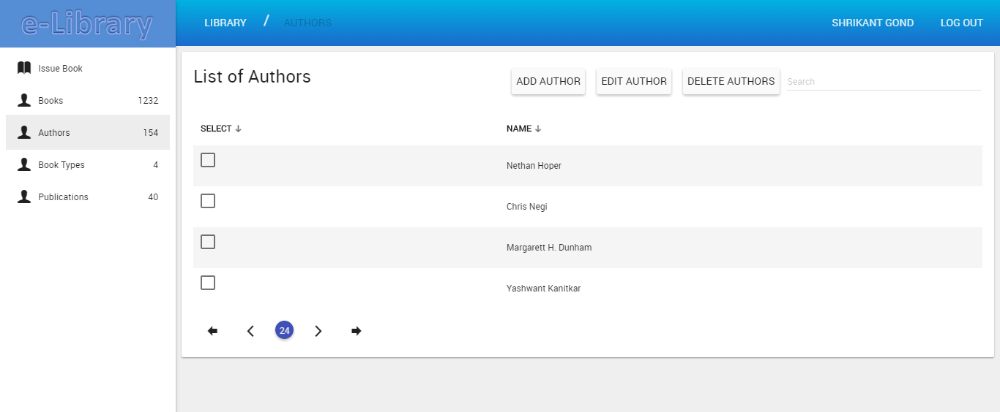 e-Library
LIBRARY / AUTHORS
SHRIKANT GOND
LOG OUT
Issue Book
Books 1232
Authors 154
Book Types 4
Publications 40
List of Authors
ADD AUTHOR
EDIT AUTHOR
DELETE AUTHORS
Search
SELECT
NAME
Nethan Hoper
Chris Negi
Margarett H. Dunham
Yashwant Kanitkar
24